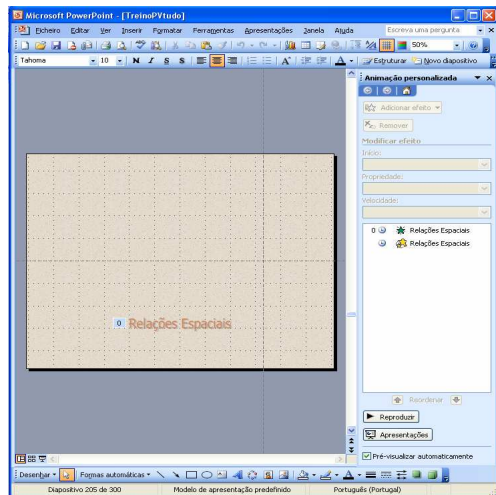 Microsoft PowerPoint - [TreinoPVtudo]
Ficheiro Editar Ver Inserir Formatar Ferramentas Apresentações Janela Ajuda Escreva uma pergunta
50%
Tahoma 10 N I S S A A Estruturar Novo diapositivo
Animação personalizada
Adicionar efeito
Remover
Modificar efeito
Início:
Propriedade:
Velocidade:
0 Relações Espaciais
Relações Espaciais
0 Relações Espaciais
Reordenar
Reproduzir
Apresentações
Pré-visualizar automaticamente
Desenhar Formas automáticas A
Diapositivo 205 de 300 Modelo de apresentação predefinido Português (Portugal)